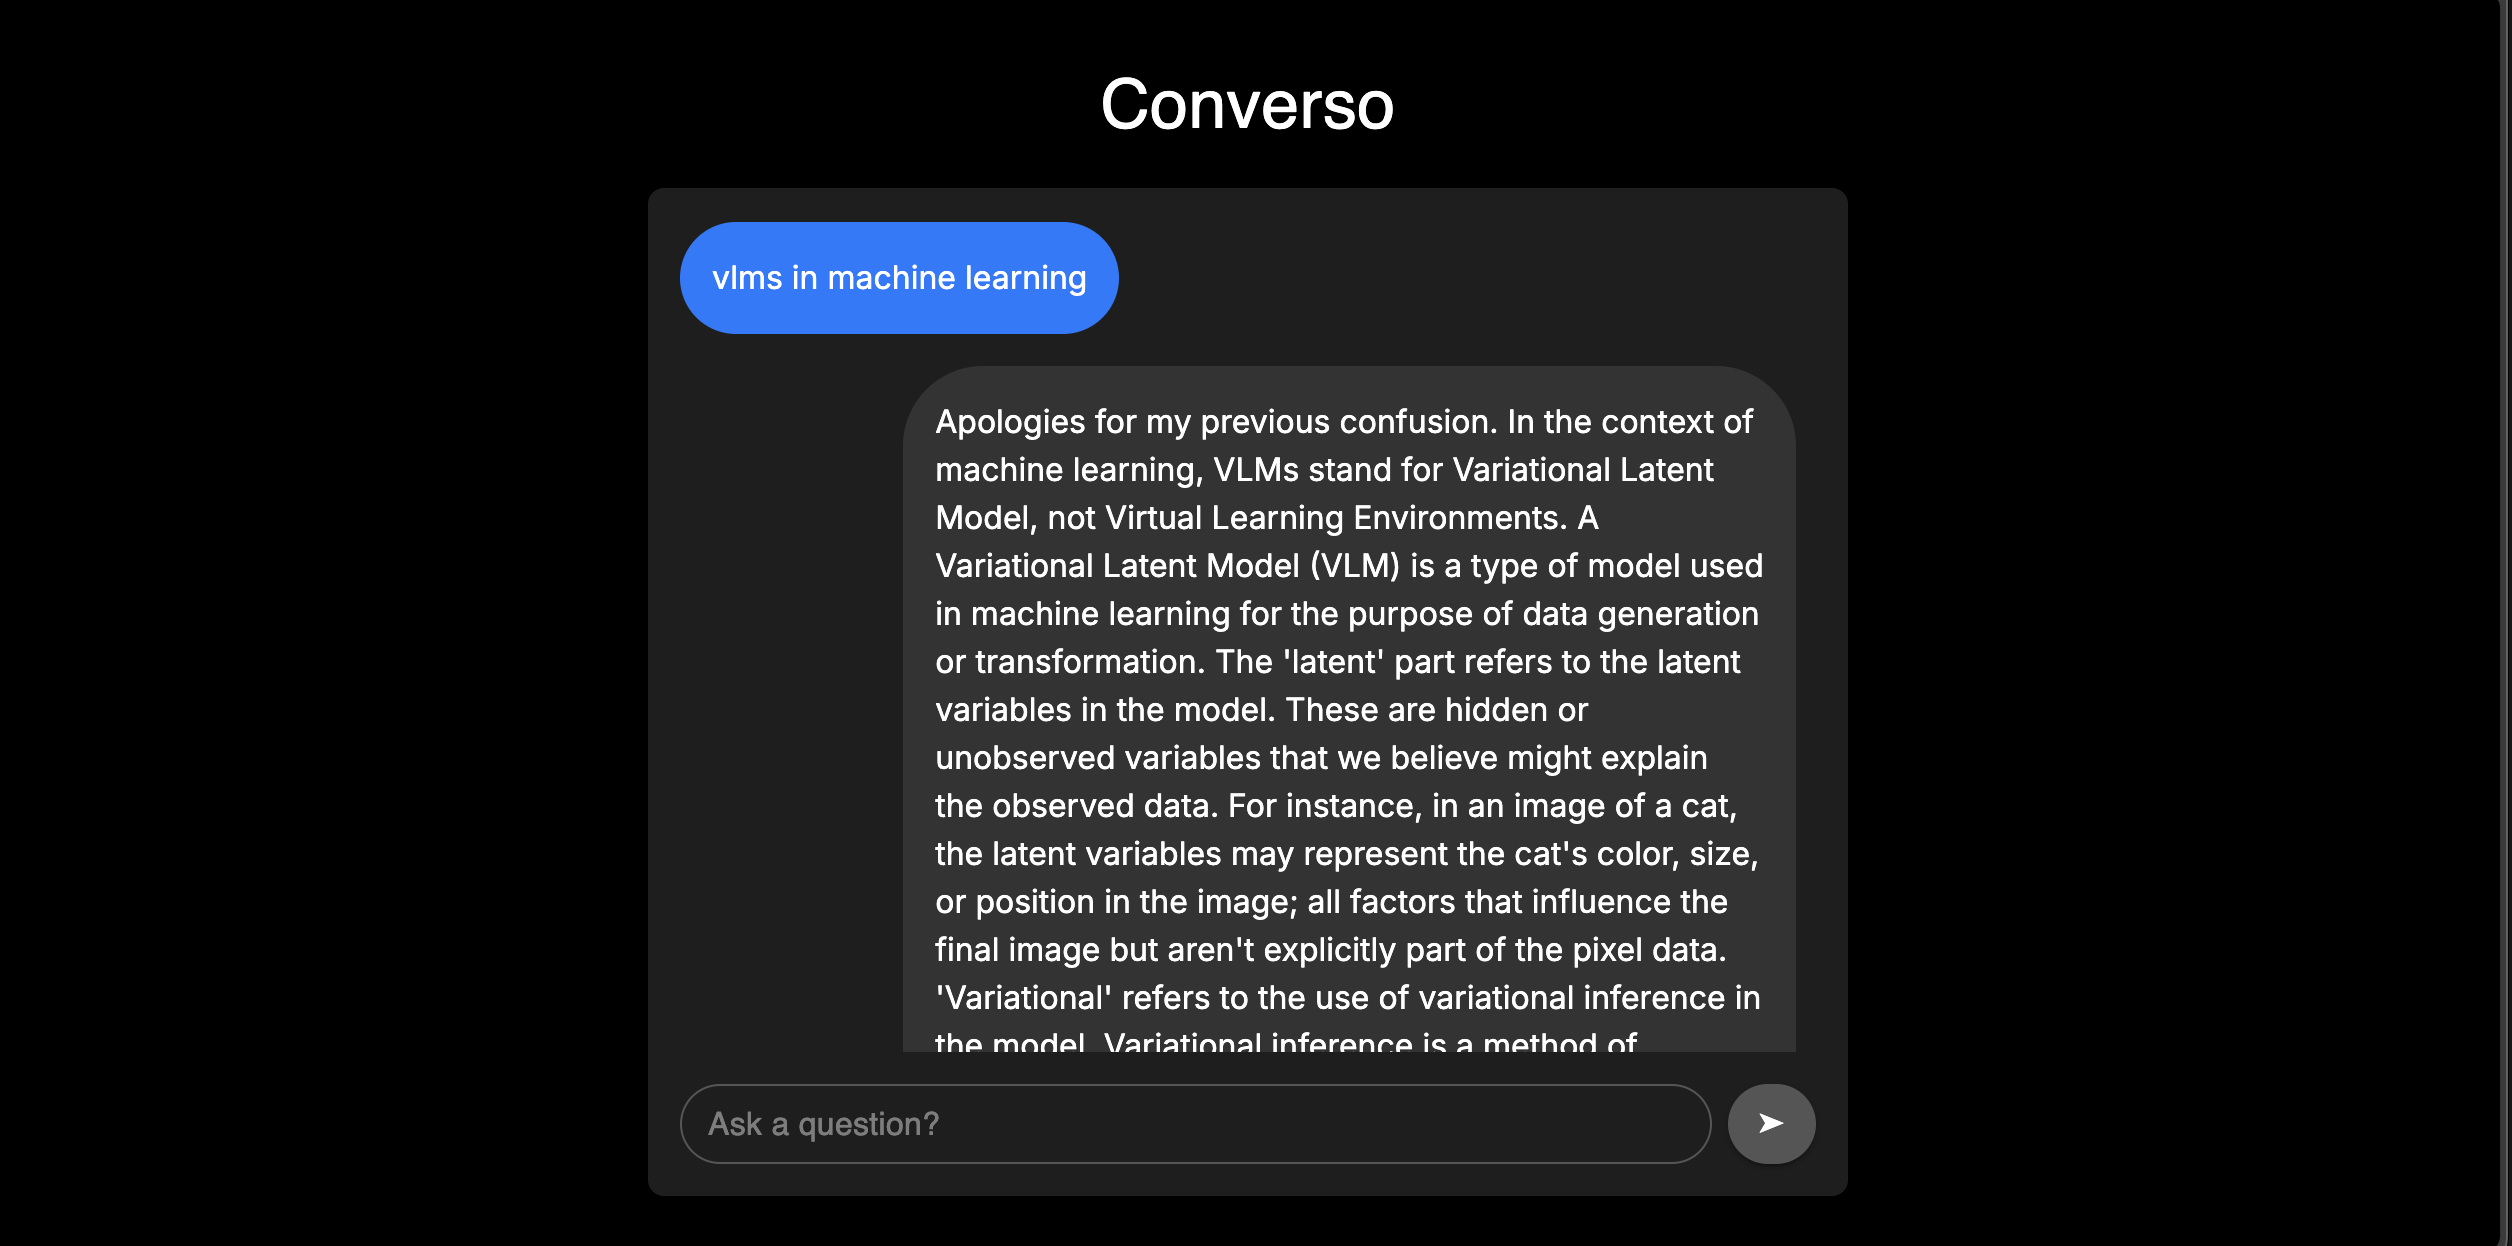 Converso
vlms in machine learning
Apologies for my previous confusion. In the context of
machine learning, VLMs stand for Variational Latent
Model, not Virtual Learning Environments. A
Variational Latent Model (VLM) is a type of model used
in machine learning for the purpose of data generation
or transformation. The 'latent' part refers to the latent
variables in the model. These are hidden or
unobserved variables that we believe might explain
the observed data. For instance, in an image of a cat,
the latent variables may represent the cat's color, size,
or position in the image; all factors that influence the
final image but aren't explicitly part of the pixel data.
'Variational' refers to the use of variational inference in
the model. Variational inference is a method of
Ask a question?